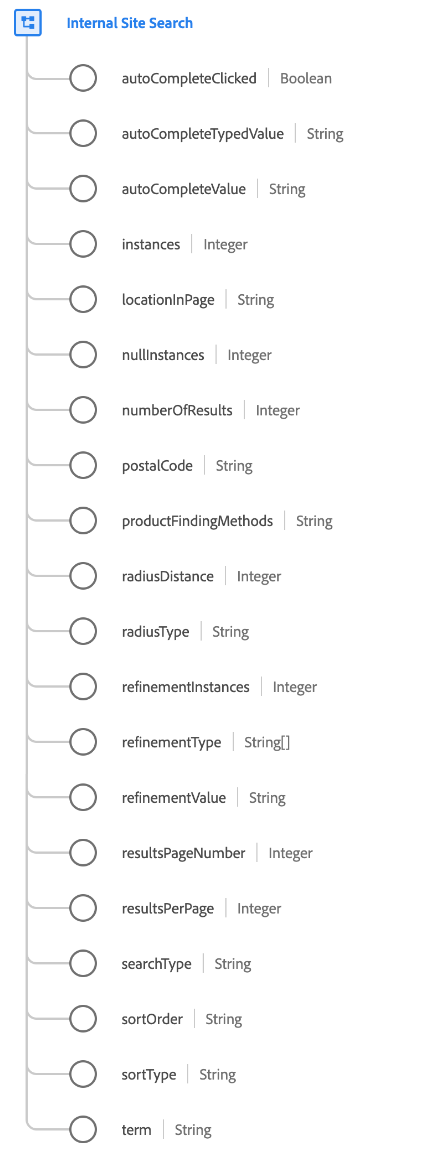 Internal Site Search
autoCompleteClicked | Boolean
autoCompleteTypedValue | String
autoCompleteValue | String
instances | Integer
locationInPage | String
nullInstances | Integer
numberOfResults | Integer
postalCode | String
productFindingMethods | String
radiusDistance | Integer
radiusType | String
refinementInstances | Integer
refinementType | String[]
refinementValue | String
resultsPageNumber | Integer
resultsPerPage | Integer
searchType | String
sortOrder | String
sortType | String
term | String